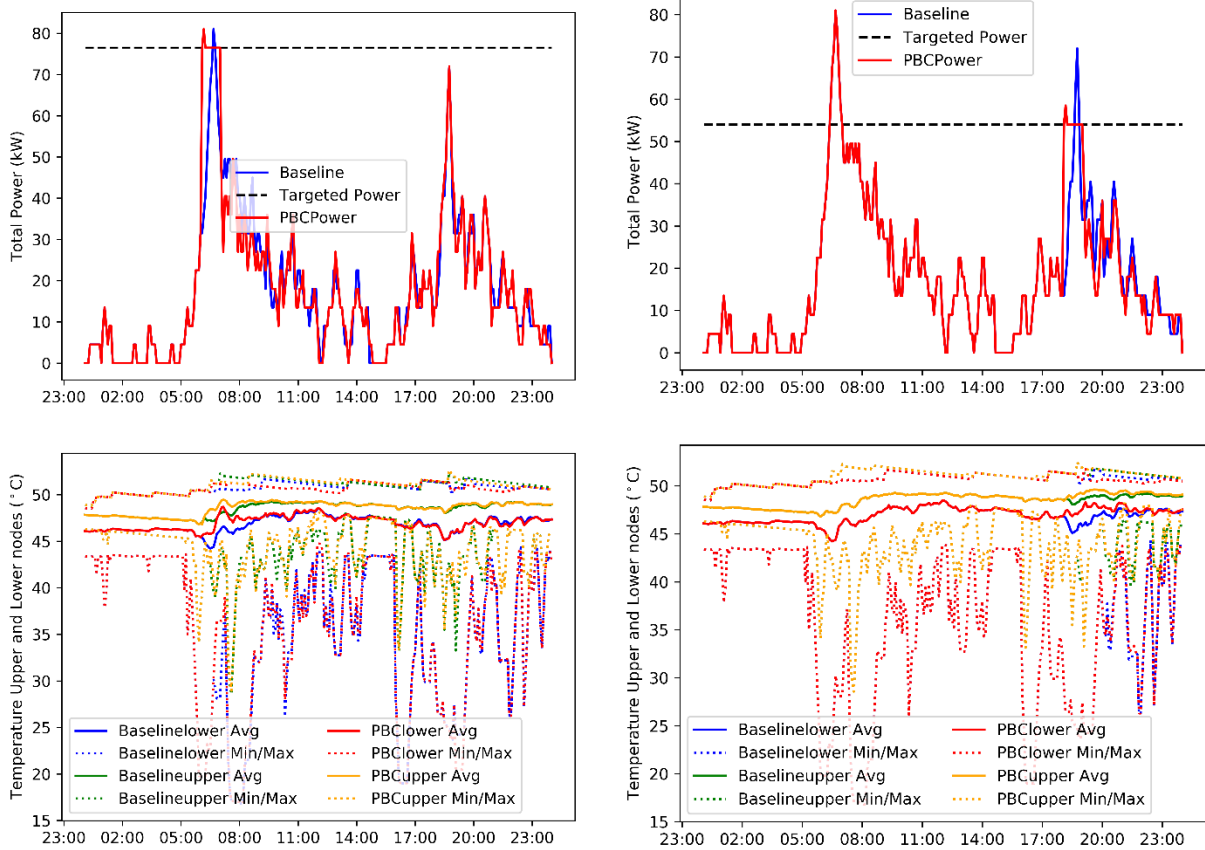 Total Power (kW)
80
70
60
50
40
30
20
10
0
Baseline
Targeted Power
PBCPower
23:00 02:00 05:00 08:00 11:00 14:00 17:00 20:00 23:00
Total Power (kW)
80
70
60
50
40
30
20
10
0
Baseline
Targeted Power
PBCPower
23:00 02:00 05:00 08:00 11:00 14:00 17:00 20:00 23:00
Temperature Upper and Lower nodes (°C)
50
45
40
35
30
25
20
15
Baselinelower Avg
Baselinelower Min/Max
Baselineupper Avg
Baselineupper Min/Max
PBClower Avg
PBClower Min/Max
PBCupper Avg
PBCupper Min/Max
23:00 02:00 05:00 08:00 11:00 14:00 17:00 20:00 23:00
Temperature Upper and Lower nodes (°C)
50
45
40
35
30
25
20
15
Baselinelower Avg
Baselinelower Min/Max
Baselineupper Avg
Baselineupper Min/Max
PBClower Avg
PBClower Min/Max
PBCupper Avg
PBCupper Min/Max
23:00 02:00 05:00 08:00 11:00 14:00 17:00 20:00 23:00